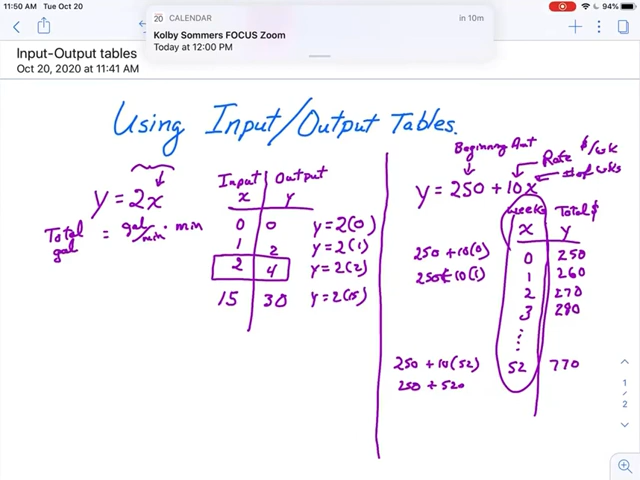 11:50 AM Tue Oct 20
94%
20 CALENDAR
in 10m
Kolby Sommers FOCUS Zoom
Today at 12:00 PM
Input-Output tables
Oct 20, 2020 at 11:41 AM
Using Input/Output Tables.
y = 2x
Total gal = gal/min · min
Input Output
x y
0 0 y = 2(0)
1 2 y = 2(1)
2 4 y = 2(2)
15 30 y = 2(15)
Beginning Amt
Rate $/wk
# of wks
y = 250 + 10x
weeks Total $
x y
250 + 10(0) 0 250
250 + 10(1) 1 260
2 270
3 280
250 + 10(52) 52 770
250 + 520
1
/
2